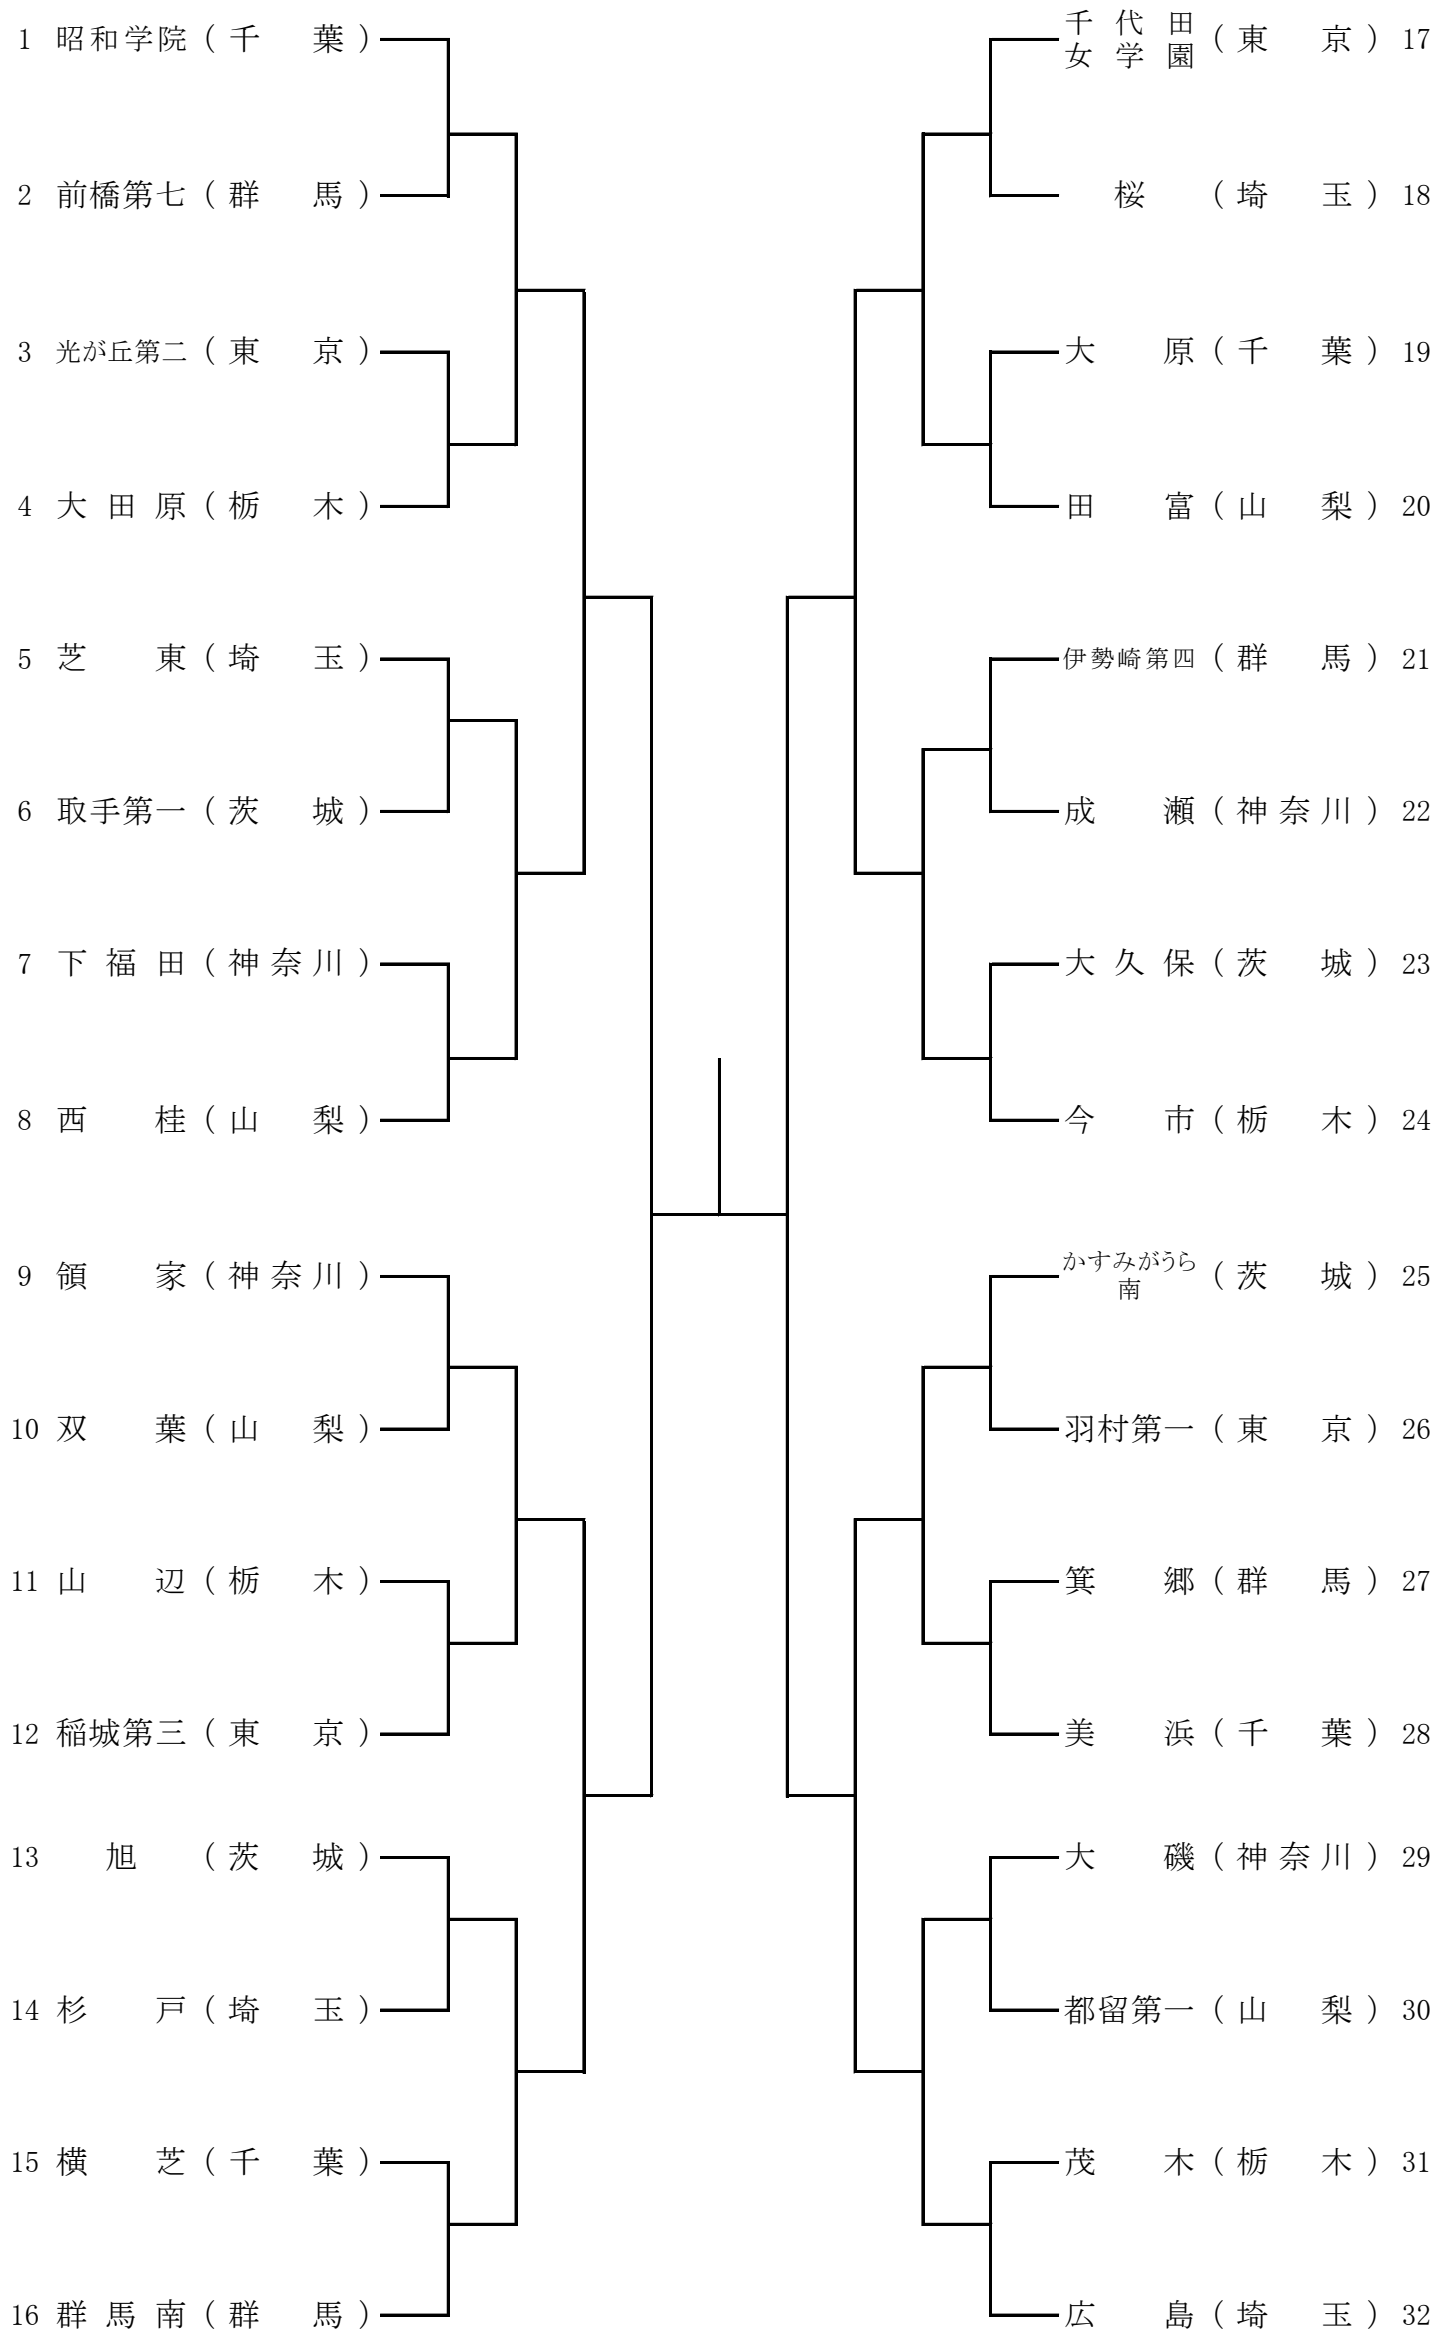 1 昭和学院（千 葉）
2 前橋第七（群 馬）
3 光が丘第二（東 京）
4 大田原（栃 木）
5 芝 東（埼 玉）
6 取手第一（茨 城）
7 下福田（神奈川）
8 西 桂（山 梨）
9 領 家（神奈川）
10 双 葉（山 梨）
11 山 辺（栃 木）
12 稲城第三（東 京）
13 旭（茨 城）
14 杉 戸（埼 玉）
15 横 芝（千 葉）
16 群馬南（群 馬）
千代田
女学園（東 京）17
桜（埼 玉）18
大 原（千 葉）19
田 富（山 梨）20
伊勢崎第四（群 馬）21
成 瀬（神奈川）22
大久保（茨 城）23
今 市（栃 木）24
かすみがうら
南（茨 城）25
羽村第一（東 京）26
箕 郷（群 馬）27
美 浜（千 葉）28
大 磯（神奈川）29
都留第一（山 梨）30
茂 木（栃 木）31
広 島（埼 玉）32